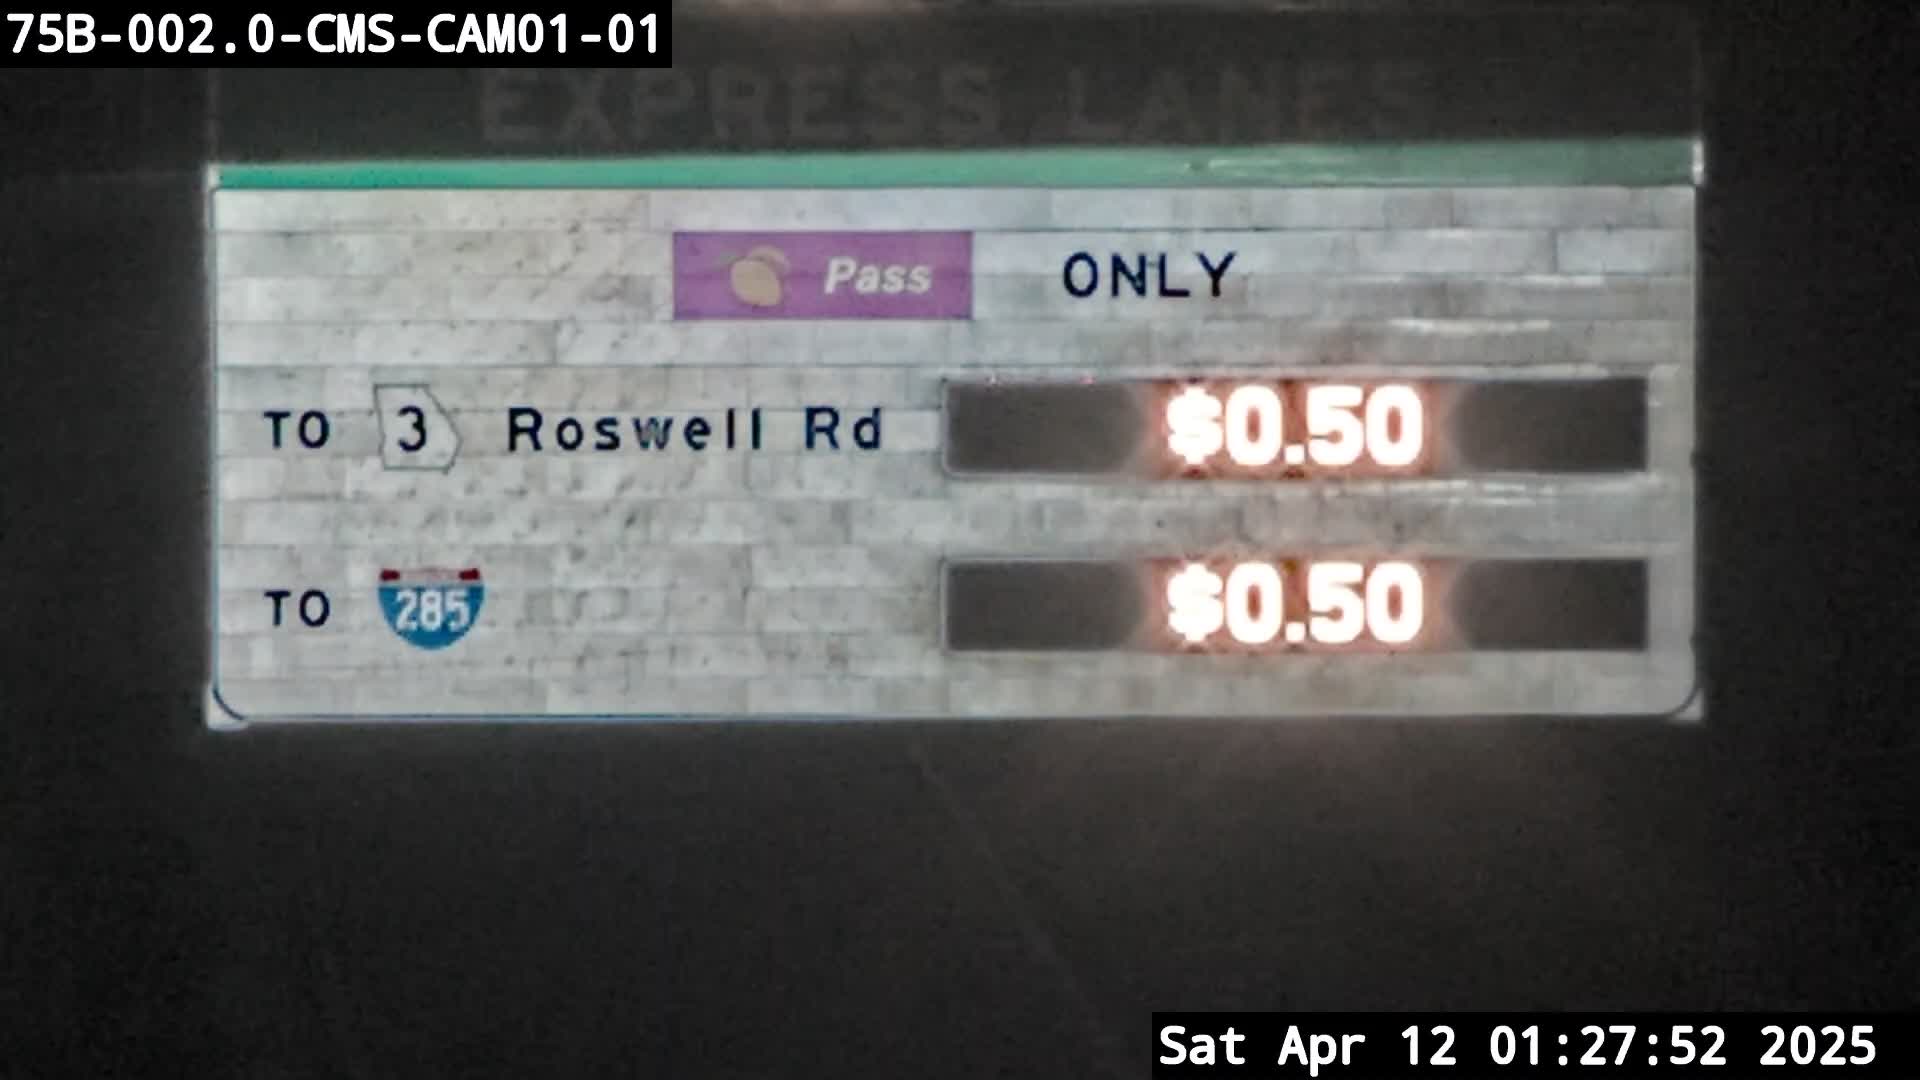 75B-002.0-CMS-CAM01-01
EXPRESS LANES
Pass ONLY
TO 3 Roswell Rd $0.50
TO 285 $0.50
Sat Apr 12 01:27:52 2025